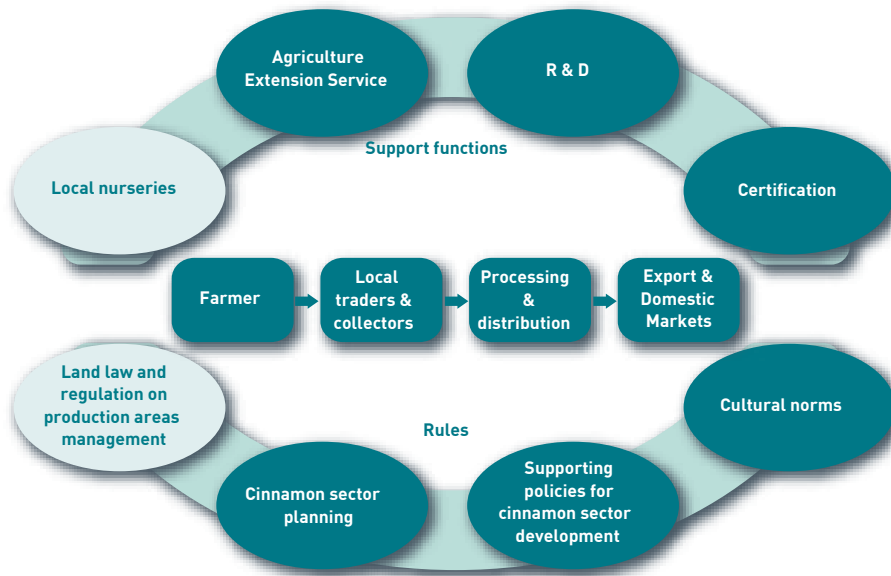 Agriculture
Extension Service
R & D
Support functions
Local nurseries
Certification
Farmer
Local
traders &
collectors
Processing
&
distribution
Export &
Domestic
Markets
Land law and
regulation on
production areas
management
Cultural norms
Rules
Cinnamon sector
planning
Supporting
policies for
cinnamon sector
development